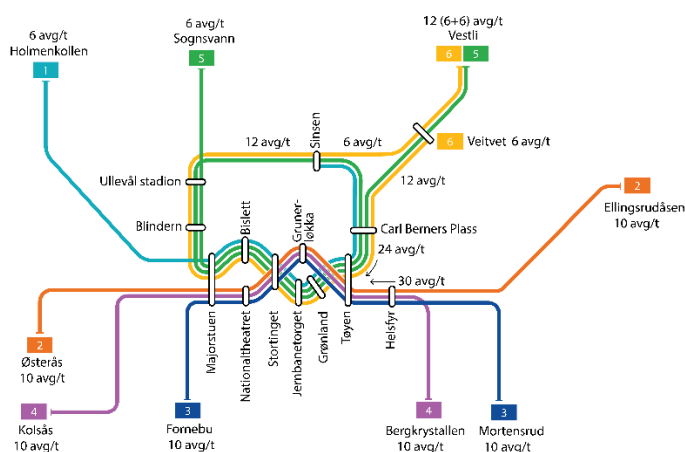 6 avg/t
Holmenkollen
1
6 avg/t
Sognsvann
5
12 (6+6) avg/t
Vestli
6 5
6 Veitvet 6 avg/t
12 avg/t
Sinsen
6 avg/t
12 avg/t
Ullevål stadion
Blindern
Bislett
Gruner-
løkka
Carl Berners Plass
24 avg/t
30 avg/t
2
Ellingsrudåsen
10 avg/t
Majorstuen
Nationaltheatret
Stortinget
Jernbanetorget
Grønland
Tøyen
Helsfyr
2
Østerås
10 avg/t
4
Kolsås
10 avg/t
3
Fornebu
10 avg/t
4
Bergkrystallen
10 avg/t
3
Mortensrud
10 avg/t